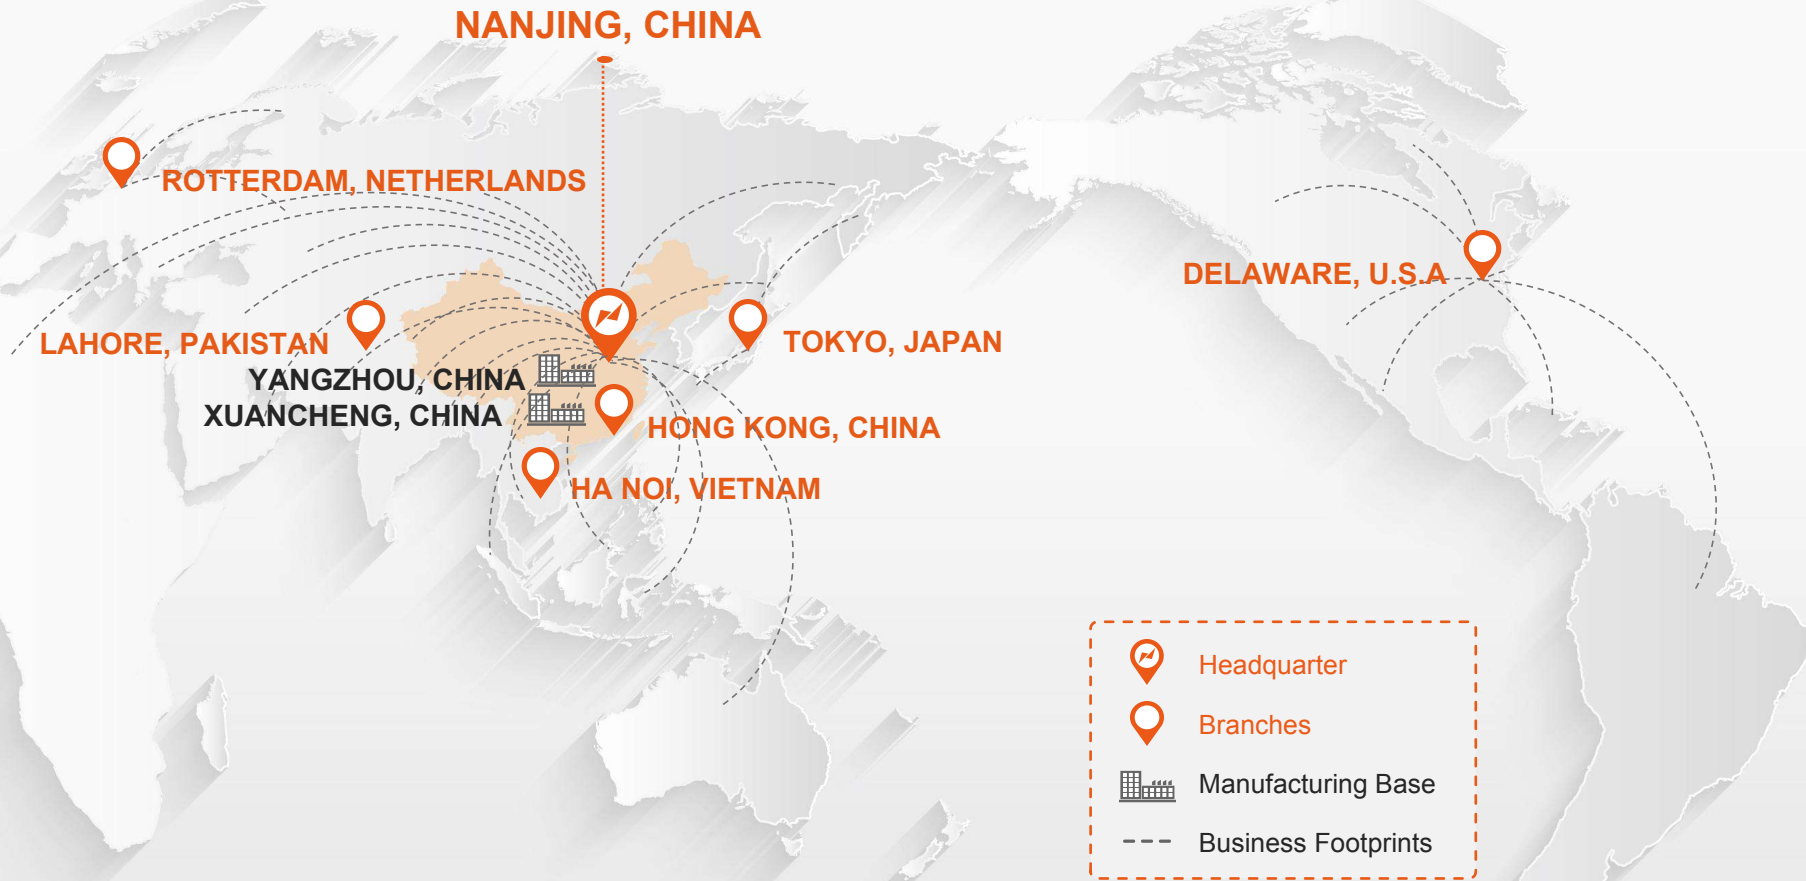 NANJING, CHINA
ROTTERDAM, NETHERLANDS
DELAWARE, U.S.A
LAHORE, PAKISTAN
TOKYO, JAPAN
YANGZHOU, CHINA
XUANCHENG, CHINA
HONG KONG, CHINA
HA NOI, VIETNAM
Headquarter
Branches
Manufacturing Base
Business Footprints